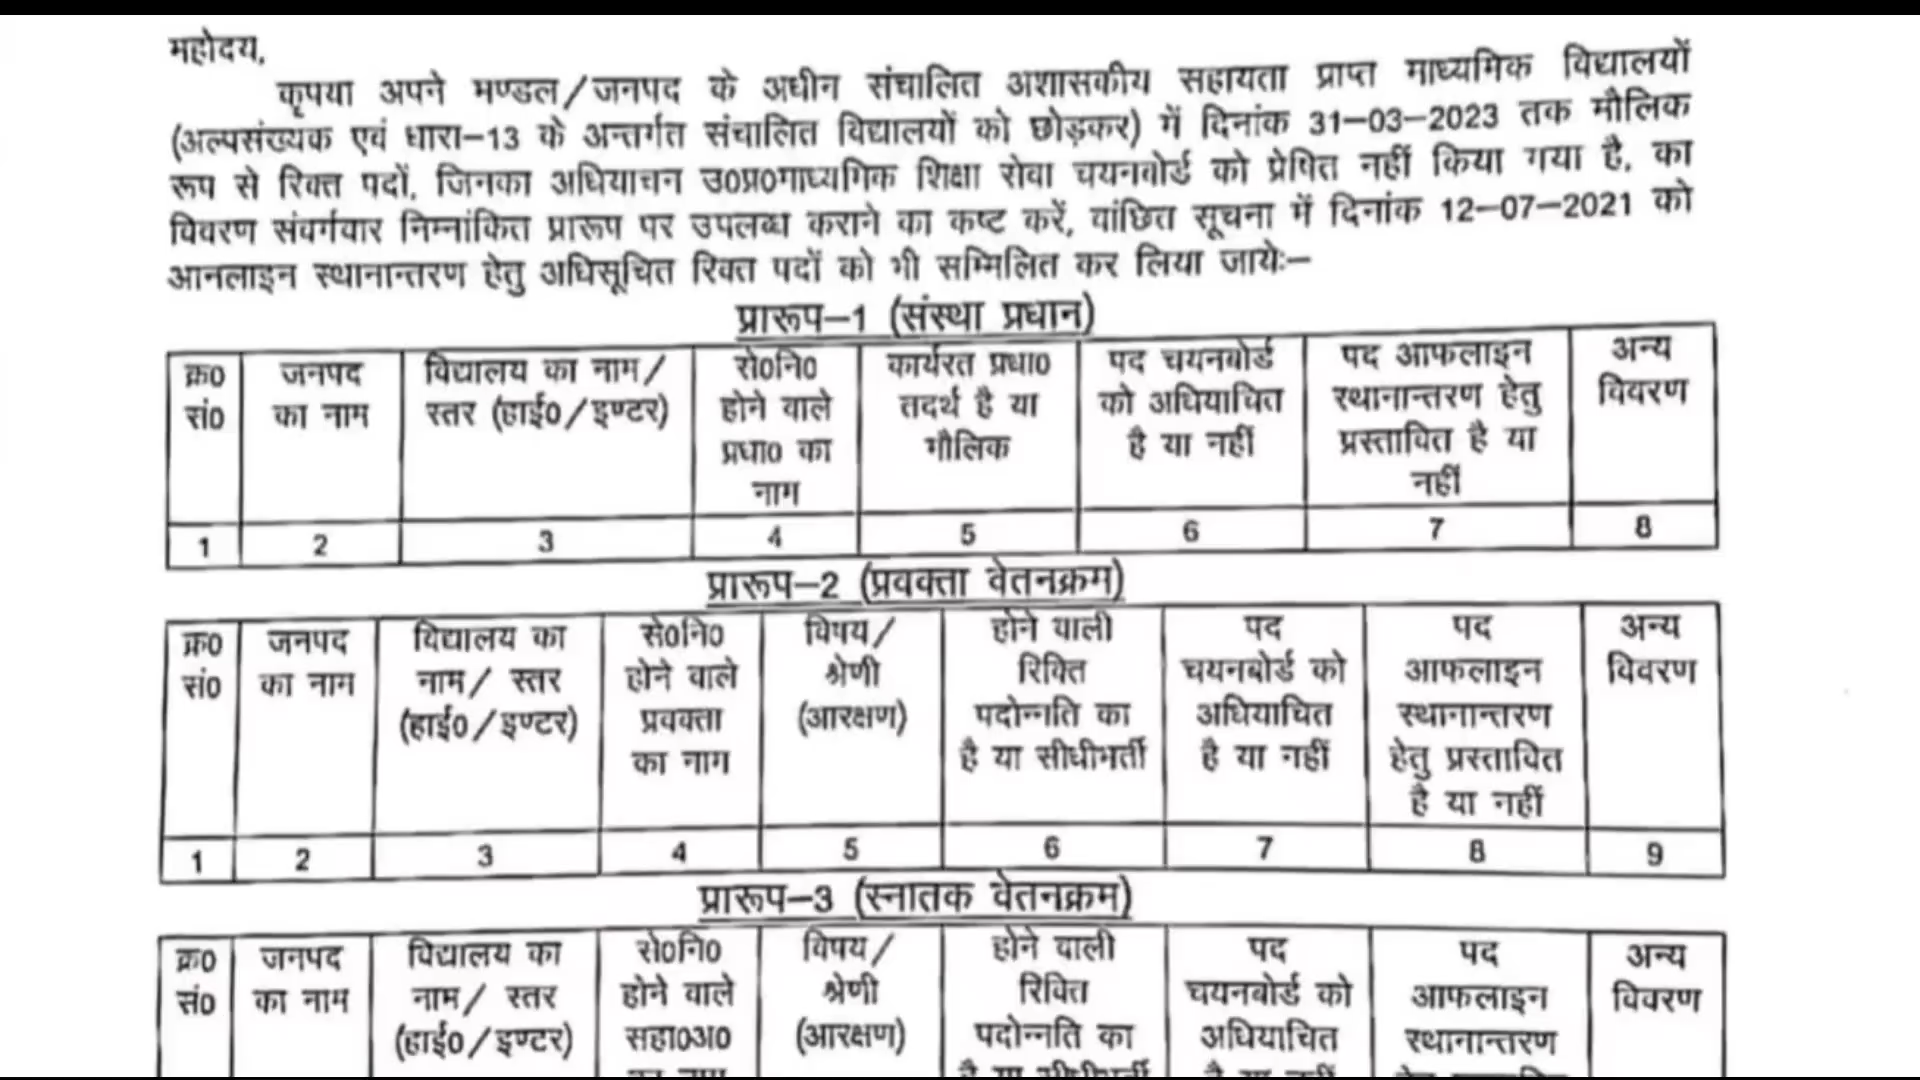 महोदय,
कृपया अपने मण्डल/जनपद के अधीन संचालित अशासकीय सहायता प्राप्त माध्यमिक विद्यालयों
(अल्पसंख्यक एवं धारा–13 के अन्तर्गत संचालित विद्यालयों को छोड़कर) में दिनांक 31–03–2023 तक मौलिक
रूप से रिक्त पदों, जिनका अधियाचन उ0प्र0माध्यमिक शिक्षा सेवा चयनबोर्ड को प्रेषित नहीं किया गया है, का
विवरण संवर्गवार निम्नांकित प्रारूप पर उपलब्ध कराने का कष्ट करें, वांछित सूचना में दिनांक 12–07–2021 को
आनलाइन स्थानान्तरण हेतु अधिसूचित रिक्त पदों को भी सम्मिलित कर लिया जायेः–
प्रारूप–1 (संस्था प्रधान)
क्र0 सं0 | जनपद का नाम | विद्यालय का नाम/ स्तर (हाई0/इण्टर) | से0नि0 होने वाले प्रधा0 का नाम | कार्यरत प्रधा0 तदर्थ है या मौलिक | पद चयनबोर्ड को अधियाचित है या नहीं | पद आफलाइन स्थानान्तरण हेतु प्रस्तावित है या नहीं | अन्य विवरण
1 2 3 4 5 6 7 8
प्रारूप–2 (प्रवक्ता वेतनक्रम)
क्र0 सं0 | जनपद का नाम | विद्यालय का नाम/ स्तर (हाई0/इण्टर) | से0नि0 होने वाले प्रवक्ता का नाम | विषय/ श्रेणी (आरक्षण) | होने वाली रिक्ति पदोन्नति का है या सीधीभर्ती | पद चयनबोर्ड को अधियाचित है या नहीं | पद आफलाइन स्थानान्तरण हेतु प्रस्तावित है या नहीं | अन्य विवरण
1 2 3 4 5 6 7 8 9
प्रारूप–3 (स्नातक वेतनक्रम)
क्र0 सं0 | जनपद का नाम | विद्यालय का नाम/ स्तर (हाई0/इण्टर) | से0नि0 होने वाले सहा0अ0 | विषय/ श्रेणी (आरक्षण) | होने वाली रिक्ति पदोन्नति का | पद चयनबोर्ड को अधियाचित | पद आफलाइन स्थानान्तरण | अन्य विवरण